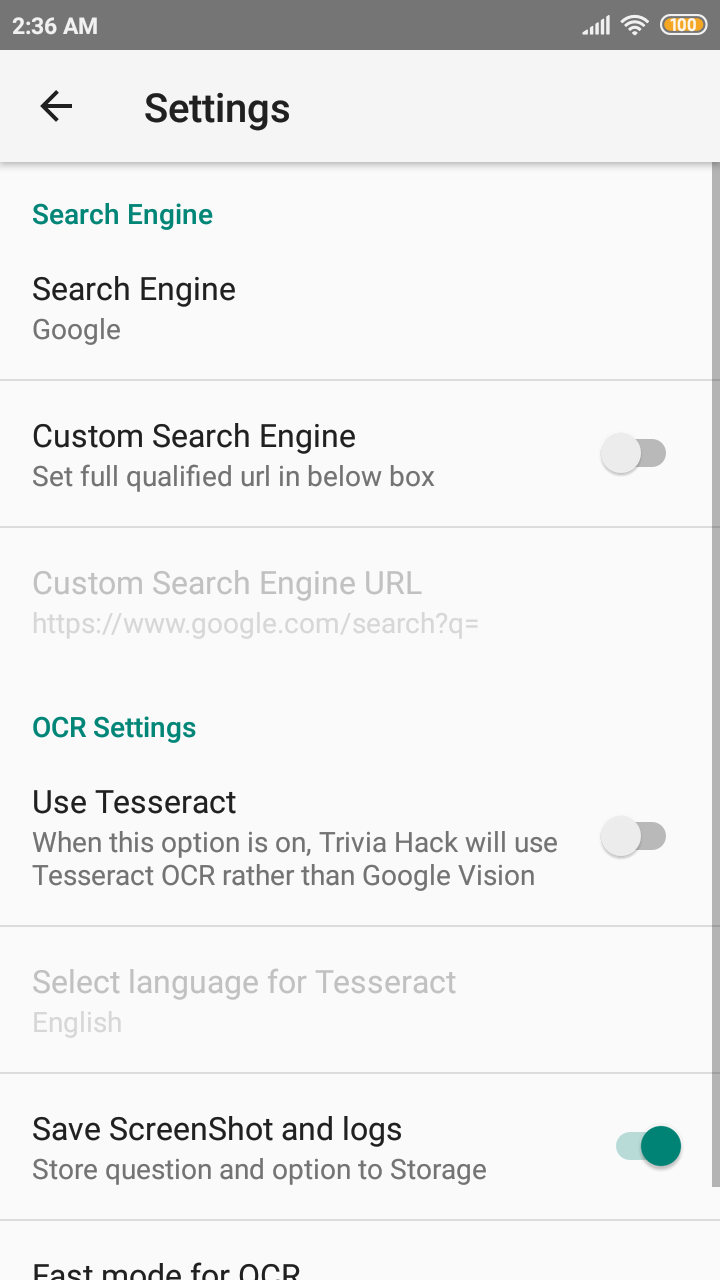 2:36 AM 100
Settings
Search Engine
Search Engine
Google
Custom Search Engine
Set full qualified url in below box
Custom Search Engine URL
https://www.google.com/search?q=
OCR Settings
Use Tesseract
When this option is on, Trivia Hack will use
Tesseract OCR rather than Google Vision
Select language for Tesseract
English
Save ScreenShot and logs
Store question and option to Storage
Fast mode for OCR